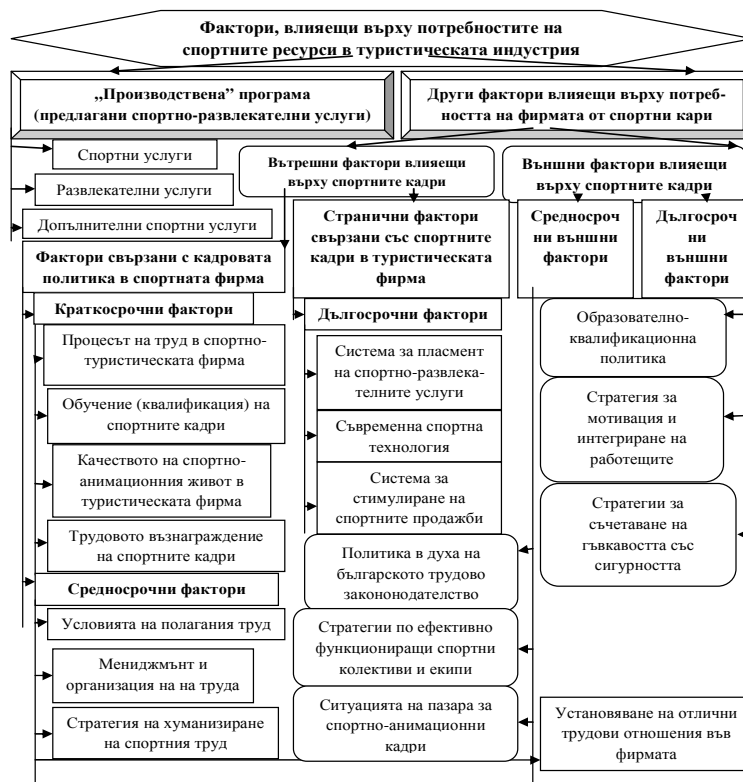 Фактори, влияещи върху потребностите на
спортните ресурси в туристическата индустрия
„Производствена” програма
(предлагани спортно-развлекателни услуги)
Други фактори влияещи върху потреб-
ността на фирмата от спортни кари
Спортни услуги
Развлекателни услуги
Допълнителни спортни услуги
Вътрешни фактори влияещи
върху спортните кадри
Външни фактори влияещи
върху спортните кадри
Фактори свързани с кадровата
политика в спортната фирма
Странични фактори
свързани със спортните
кадри в туристическата
фирма
Средносроч
ни външни
фактори
Дългосроч
ни
външни
фактори
Краткосрочни фактори
Процесът на труд в спортно-
туристическата фирма
Обучение (квалификация) на
спортните кадри
Качеството на спортно-
анимационния живот в
туристическата фирма
Трудовото възнаграждение
на спортните кадри
Средносрочни фактори
Условията на полагания труд
Мениджмънт и
организация на на труда
Стратегия на хуманизиране
на спортния труд
Дългосрочни фактори
Система за пласмент
на спортно-развлека-
телните услуги
Съвременна спортна
технология
Система за
стимулиране на
спортните продажби
Политика в духа на
българското трудово
закононодателство
Стратегии по ефективно
функциониращи спортни
колективи и екипи
Ситуацията на пазара за
спортно-анимационни
кадри
Образователно-
квалификационна
политика
Стратегия за
мотивация и
интегриране на
работещите
Стратегии за
съчетаване на
гъвкавостта със
сигурността
Установяване на отлични
трудови отношения във
фирмата